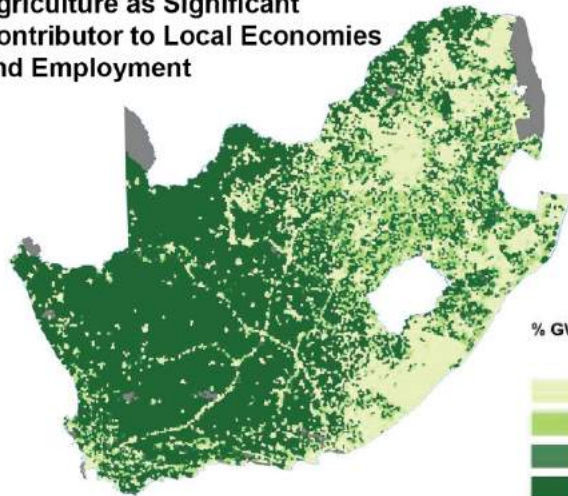 griculture as Significant
ontributor to Local Economies
nd Employment
% GV